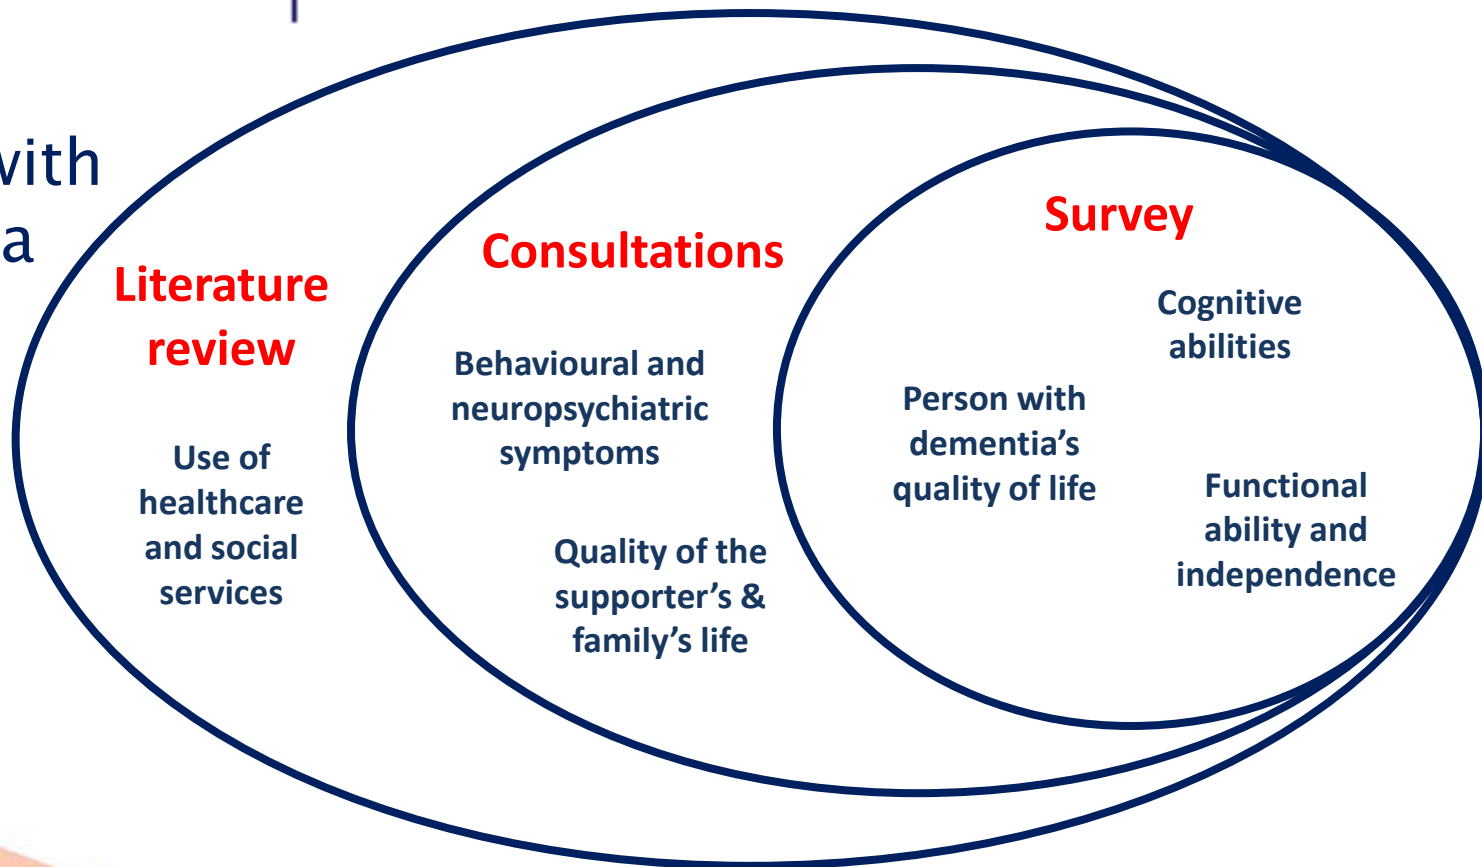 with
a
Literature
review
Use of
healthcare
and social
services
Consultations
Behavioural and
neuropsychiatric
symptoms
Quality of the
supporter’s &
family’s life
Survey
Cognitive
abilities
Person with
dementia’s
quality of life
Functional
ability and
independence